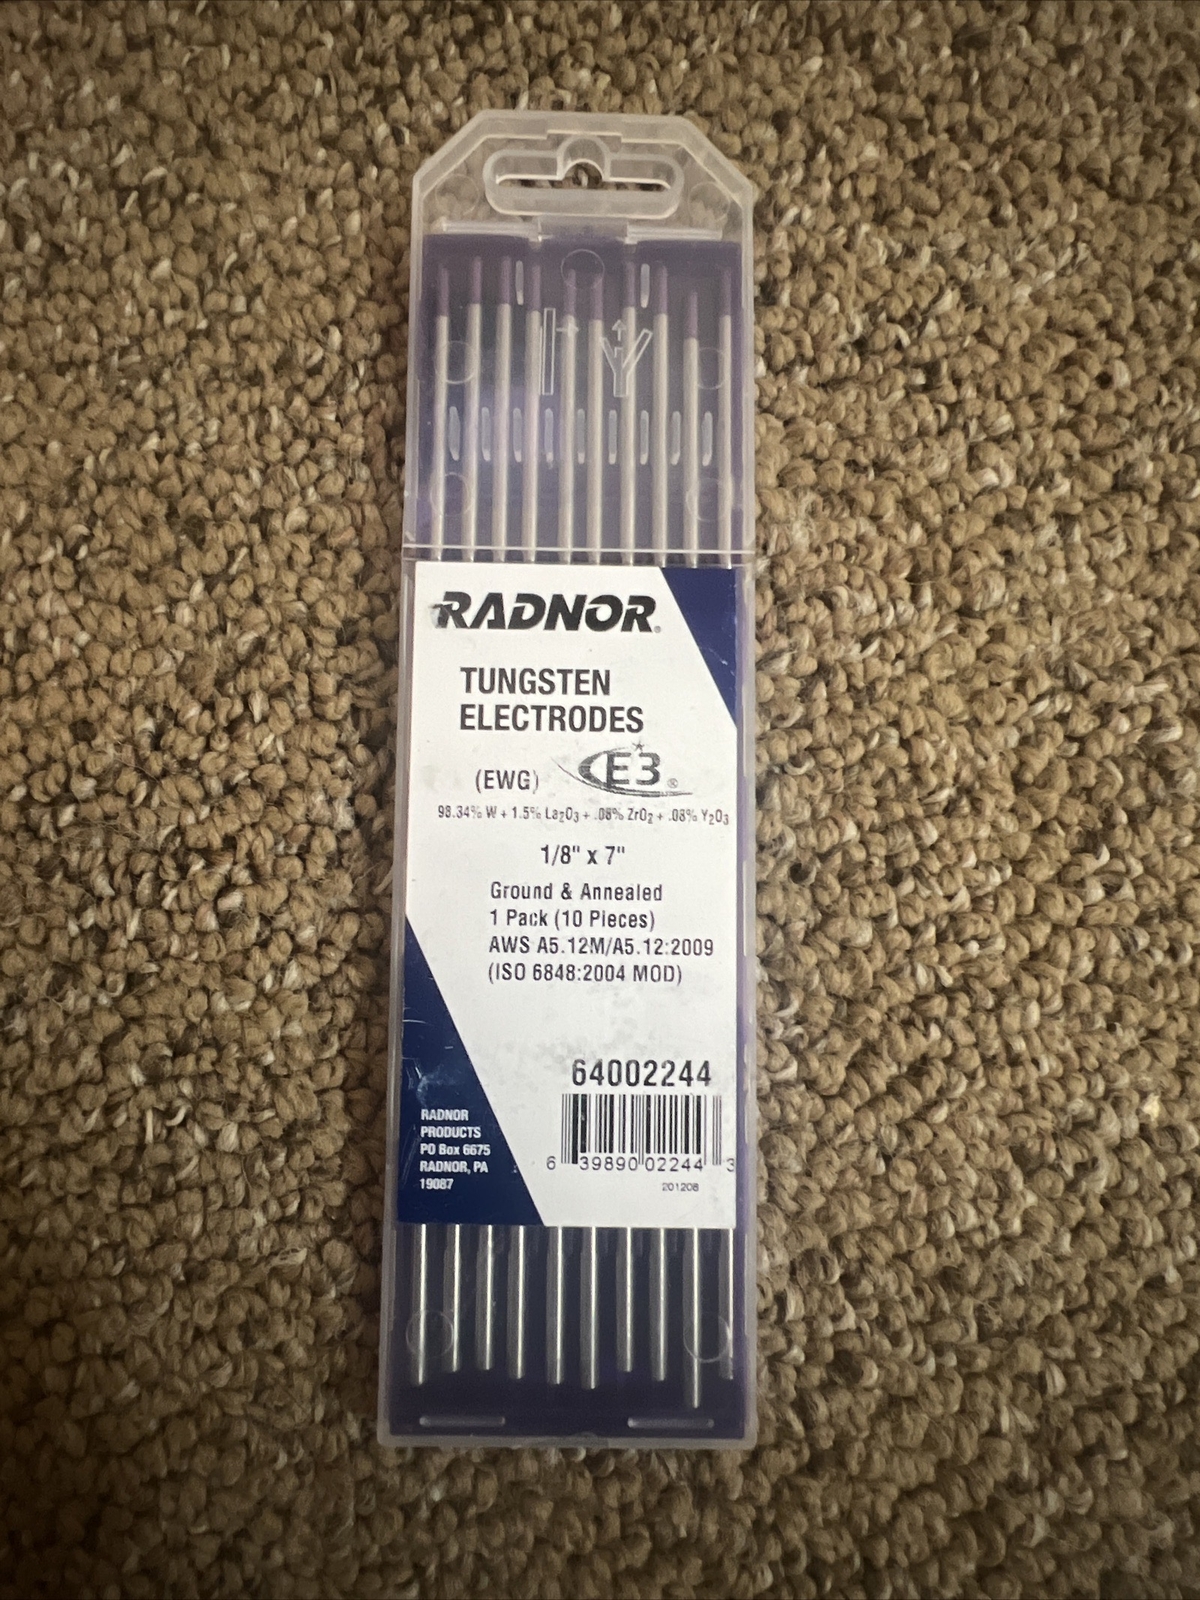 RADNOR®
TUNGSTEN
ELECTRODES
(EWG) E3®
98.34% W + 1.5% La₂O₃ + .08% ZrO₂ + .08% Y₂O₃
1/8" x 7"
Ground & Annealed
1 Pack (10 Pieces)
AWS A5.12M/A5.12:2009
(ISO 6848:2004 MOD)
64002244
RADNOR
PRODUCTS
PO Box 6675
RADNOR, PA
19087
6 39890 02244 3
201208